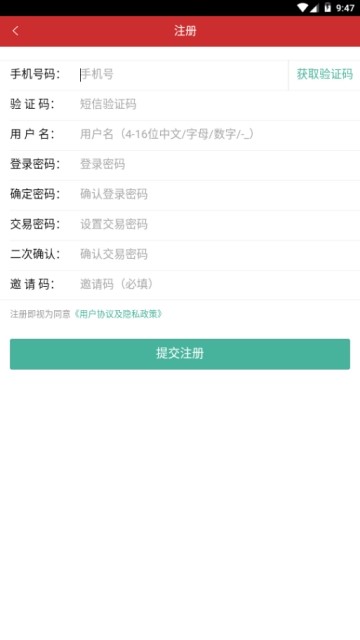 9:47
注册
手机号码： 手机号 获取验证码
验 证 码： 短信验证码
用 户 名： 用户名（4-16位中文/字母/数字/-_）
登录密码： 登录密码
确定密码： 确认登录密码
交易密码： 设置交易密码
二次确认： 确认交易密码
邀 请 码： 邀请码（必填）
注册即视为同意《用户协议及隐私政策》
提交注册